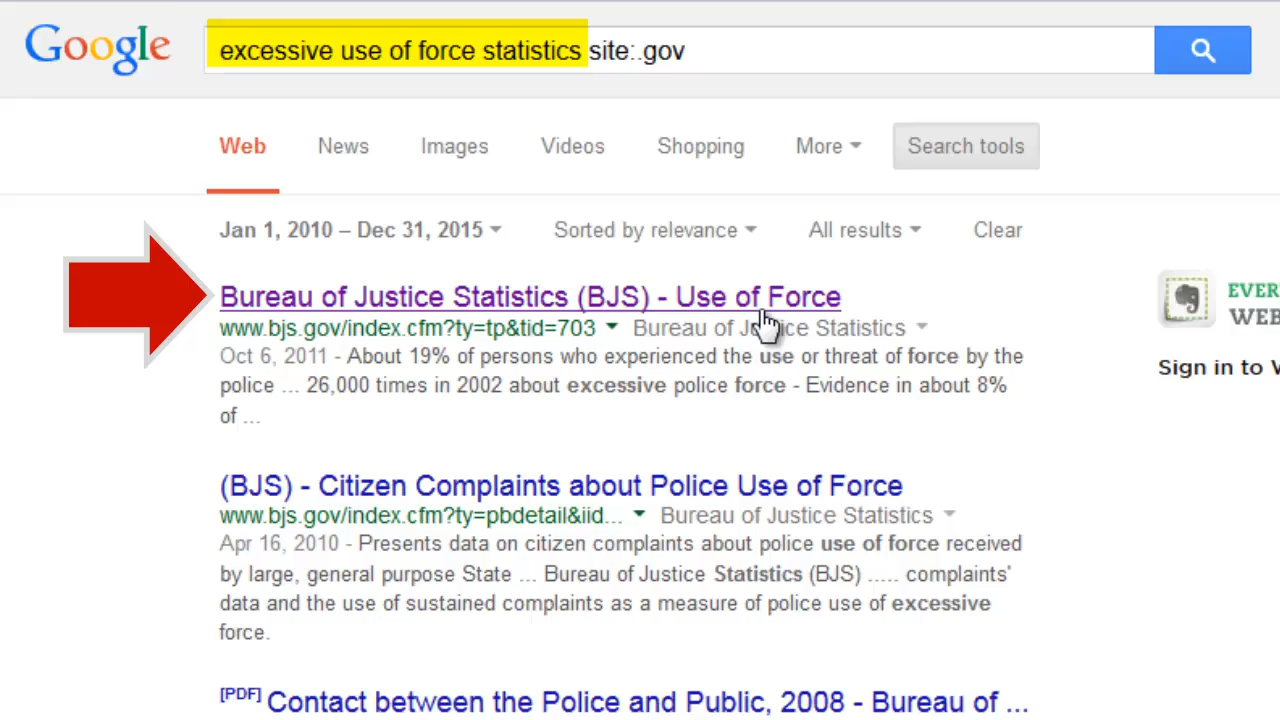 Google
excessive use of force statistics site:.gov
Web News Images Videos Shopping More Search tools
Jan 1, 2010 – Dec 31, 2015 Sorted by relevance All results Clear
Bureau of Justice Statistics (BJS) - Use of Force
www.bjs.gov/index.cfm?ty=tp&tid=703 Bureau of Justice Statistics
Oct 6, 2011 - About 19% of persons who experienced the use or threat of force by the
police ... 26,000 times in 2002 about excessive police force - Evidence in about 8%
of ...
(BJS) - Citizen Complaints about Police Use of Force
www.bjs.gov/index.cfm?ty=pbdetail&iid... Bureau of Justice Statistics
Apr 16, 2010 - Presents data on citizen complaints about police use of force received
by large, general purpose State ... Bureau of Justice Statistics (BJS) ..... complaints'
data and the use of sustained complaints as a measure of police use of excessive
force.
[PDF] Contact between the Police and Public, 2008 - Bureau of ...
EVER
WEB
Sign in to W